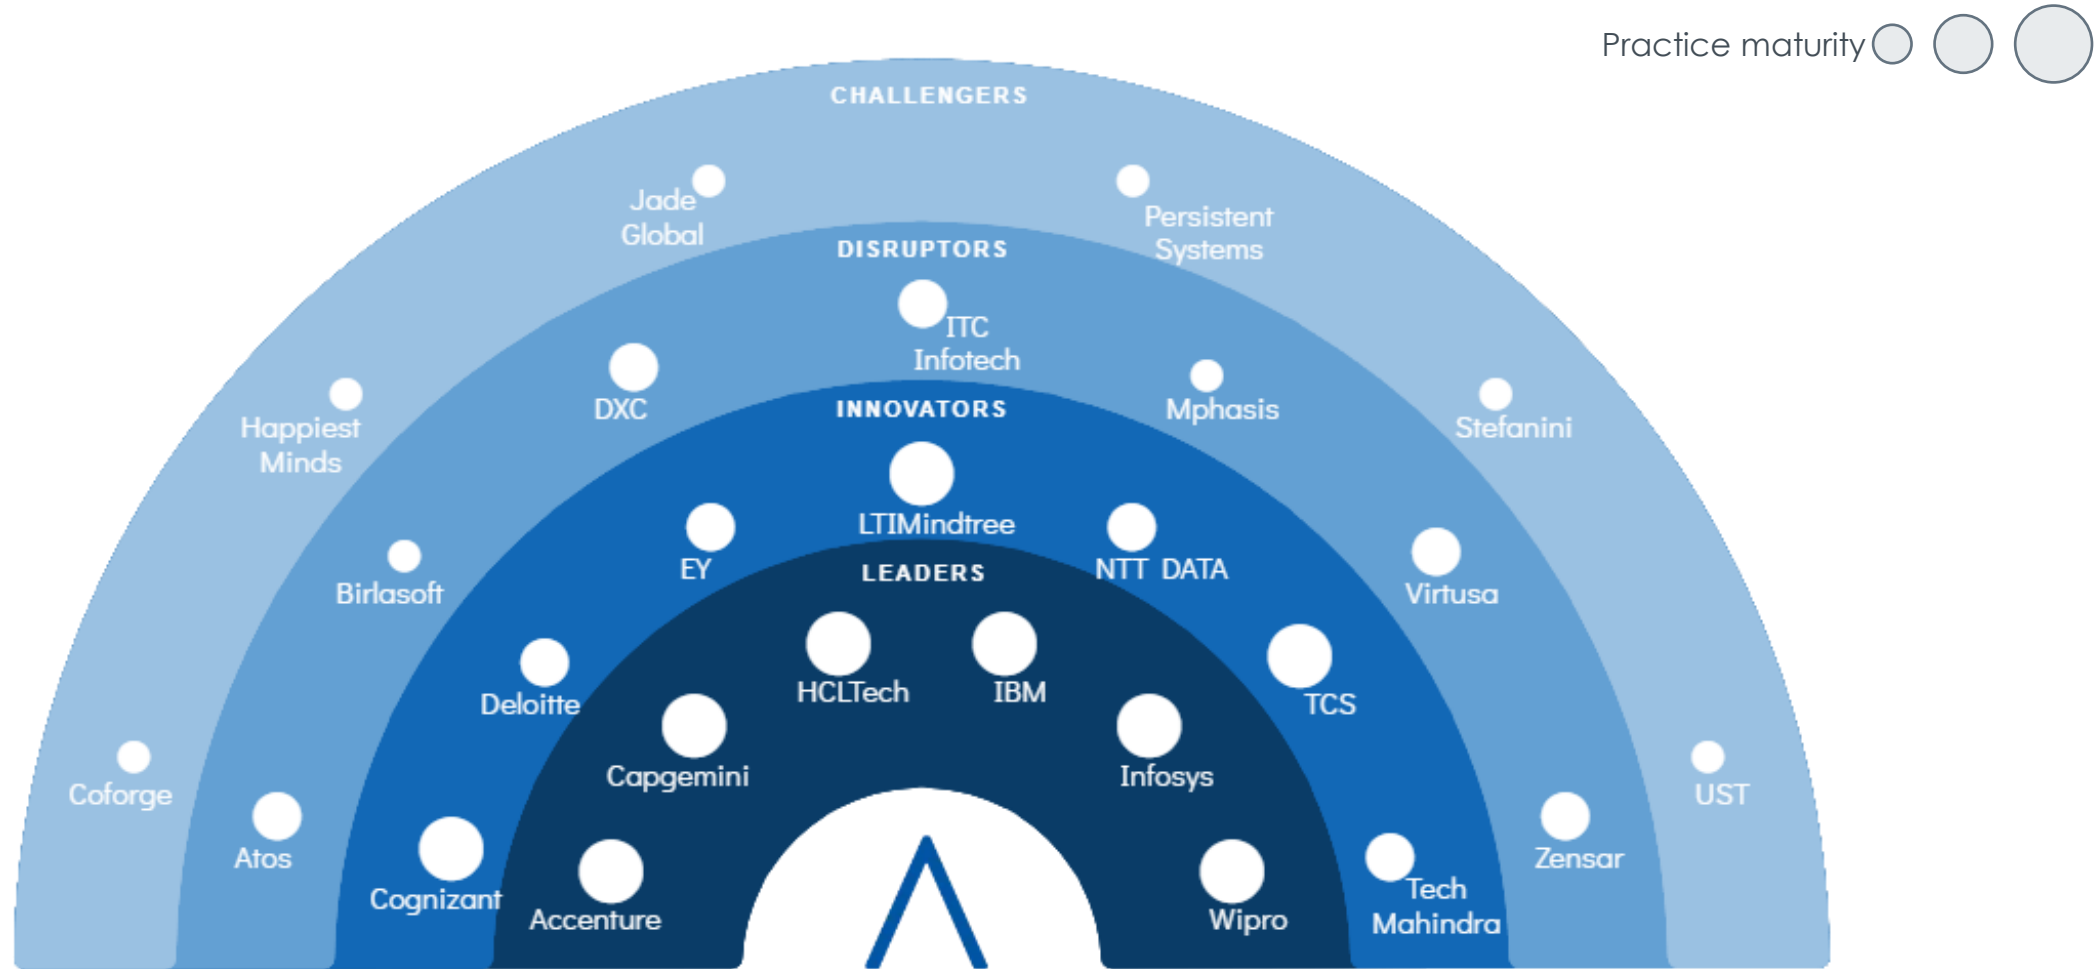 Practice maturity
CHALLENGERS
Jade
Global
Persistent
Systems
Happiest
Minds
Stefanini
Coforge
UST
DISRUPTORS
ITC
Infotech
DXC
Mphasis
Birlasoft
Virtusa
Atos
Zensar
INNOVATORS
LTIMindtree
EY
NTT DATA
Deloitte
TCS
Cognizant
Tech
Mahindra
LEADERS
HCLTech
IBM
Capgemini
Infosys
Accenture
Wipro